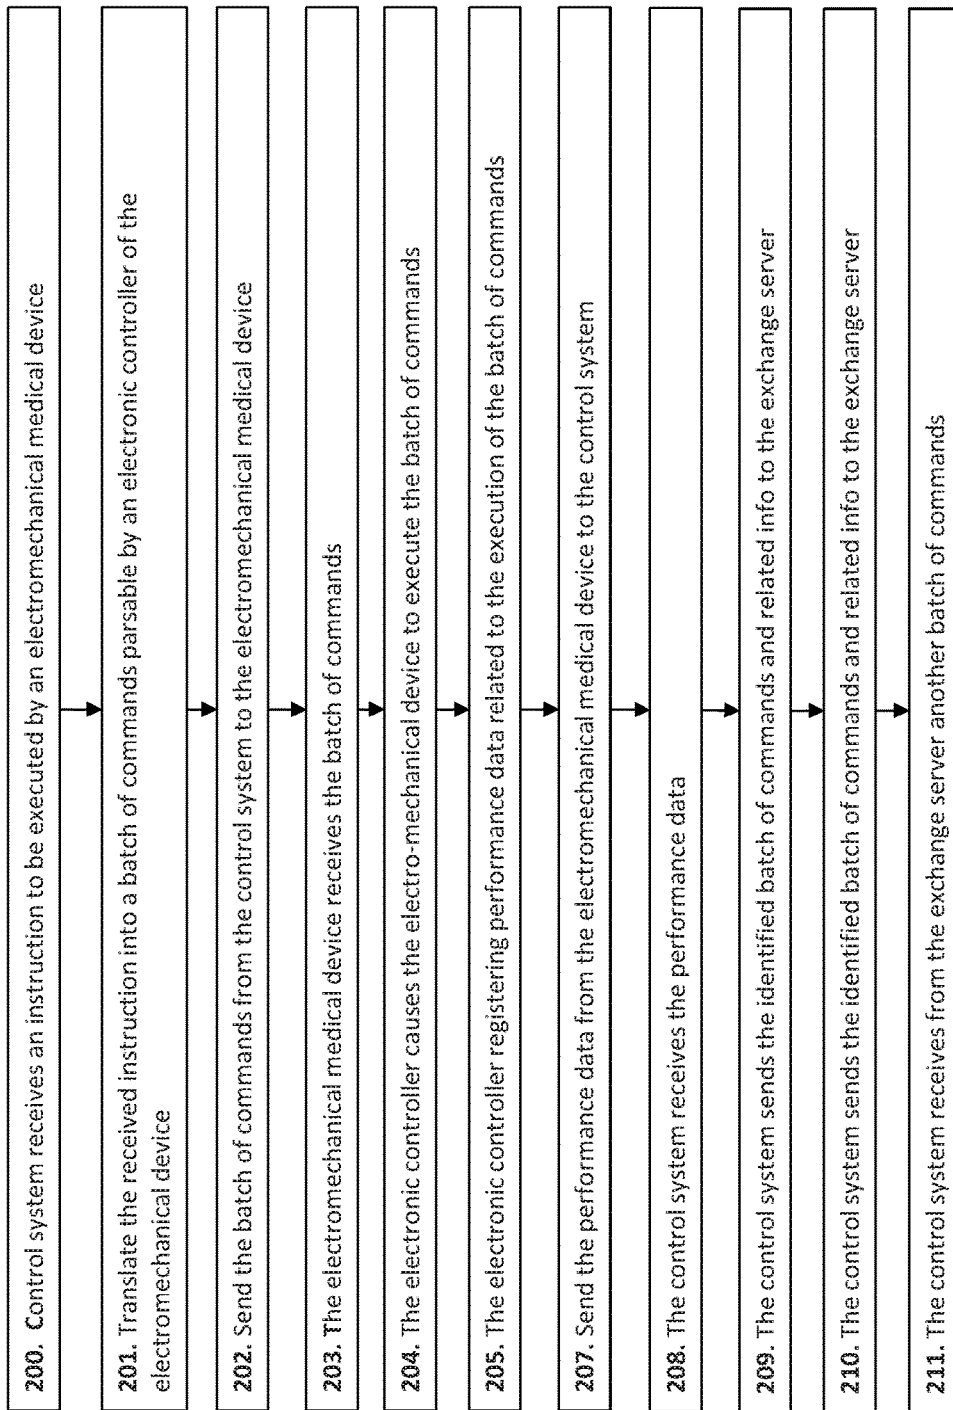 200. Control system receives an instruction to be executed by an electromechanical medical device
201. Translate the received instruction into a batch of commands parsable by an electronic controller of the
electromechanical device
202. Send the batch of commands from the control system to the electromechanical medical device
203. The electromechanical medical device receives the batch of commands
204. The electronic controller causes the electro-mechanical device to execute the batch of commands
205. The electronic controller registering performance data related to the execution of the batch of commands
207. Send the performance data from the electromechanical medical device to the control system
208. The control system receives the performance data
209. The control system sends the identified batch of commands and related info to the exchange server
210. The control system sends the identified batch of commands and related info to the exchange server
211. The control system receives from the exchange server another batch of commands